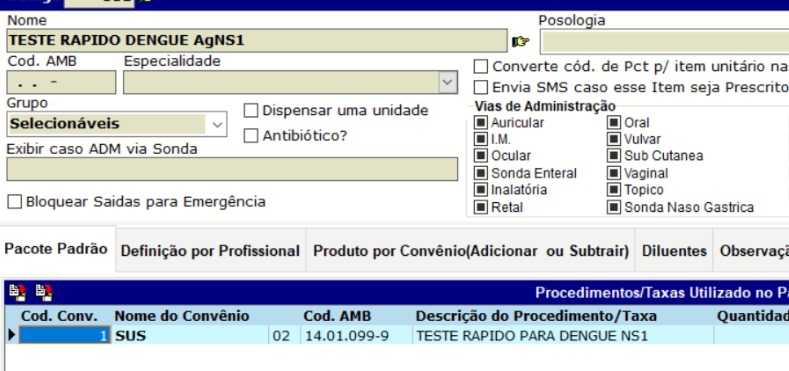 Nome
Posologia
TESTE RAPIDO DENGUE AgNS1
Cod. AMB
Especialidade
. . -
Converte cód. de Pct p/ item unitário na
Envia SMS caso esse Item seja Prescrito
Grupo
Selecionáveis
Dispensar uma unidade
Antibiótico?
Vias de Administração
Auricular
Oral
I.M.
Vulvar
Ocular
Sub Cutanea
Sonda Enteral
Vaginal
Inalatória
Topico
Retal
Sonda Naso Gastrica
Exibir caso ADM via Sonda
Bloquear Saidas para Emergência
Pacote Padrão
Definição por Profissional
Produto por Convênio(Adicionar ou Subtrair)
Diluentes
Observaçã
Procedimentos/Taxas Utilizado no Pa
Cod. Conv.
Nome do Convênio
Cod. AMB
Descrição do Procedimento/Taxa
Quantidad
1
SUS
02
14.01.099-9
TESTE RAPIDO PARA DENGUE NS1